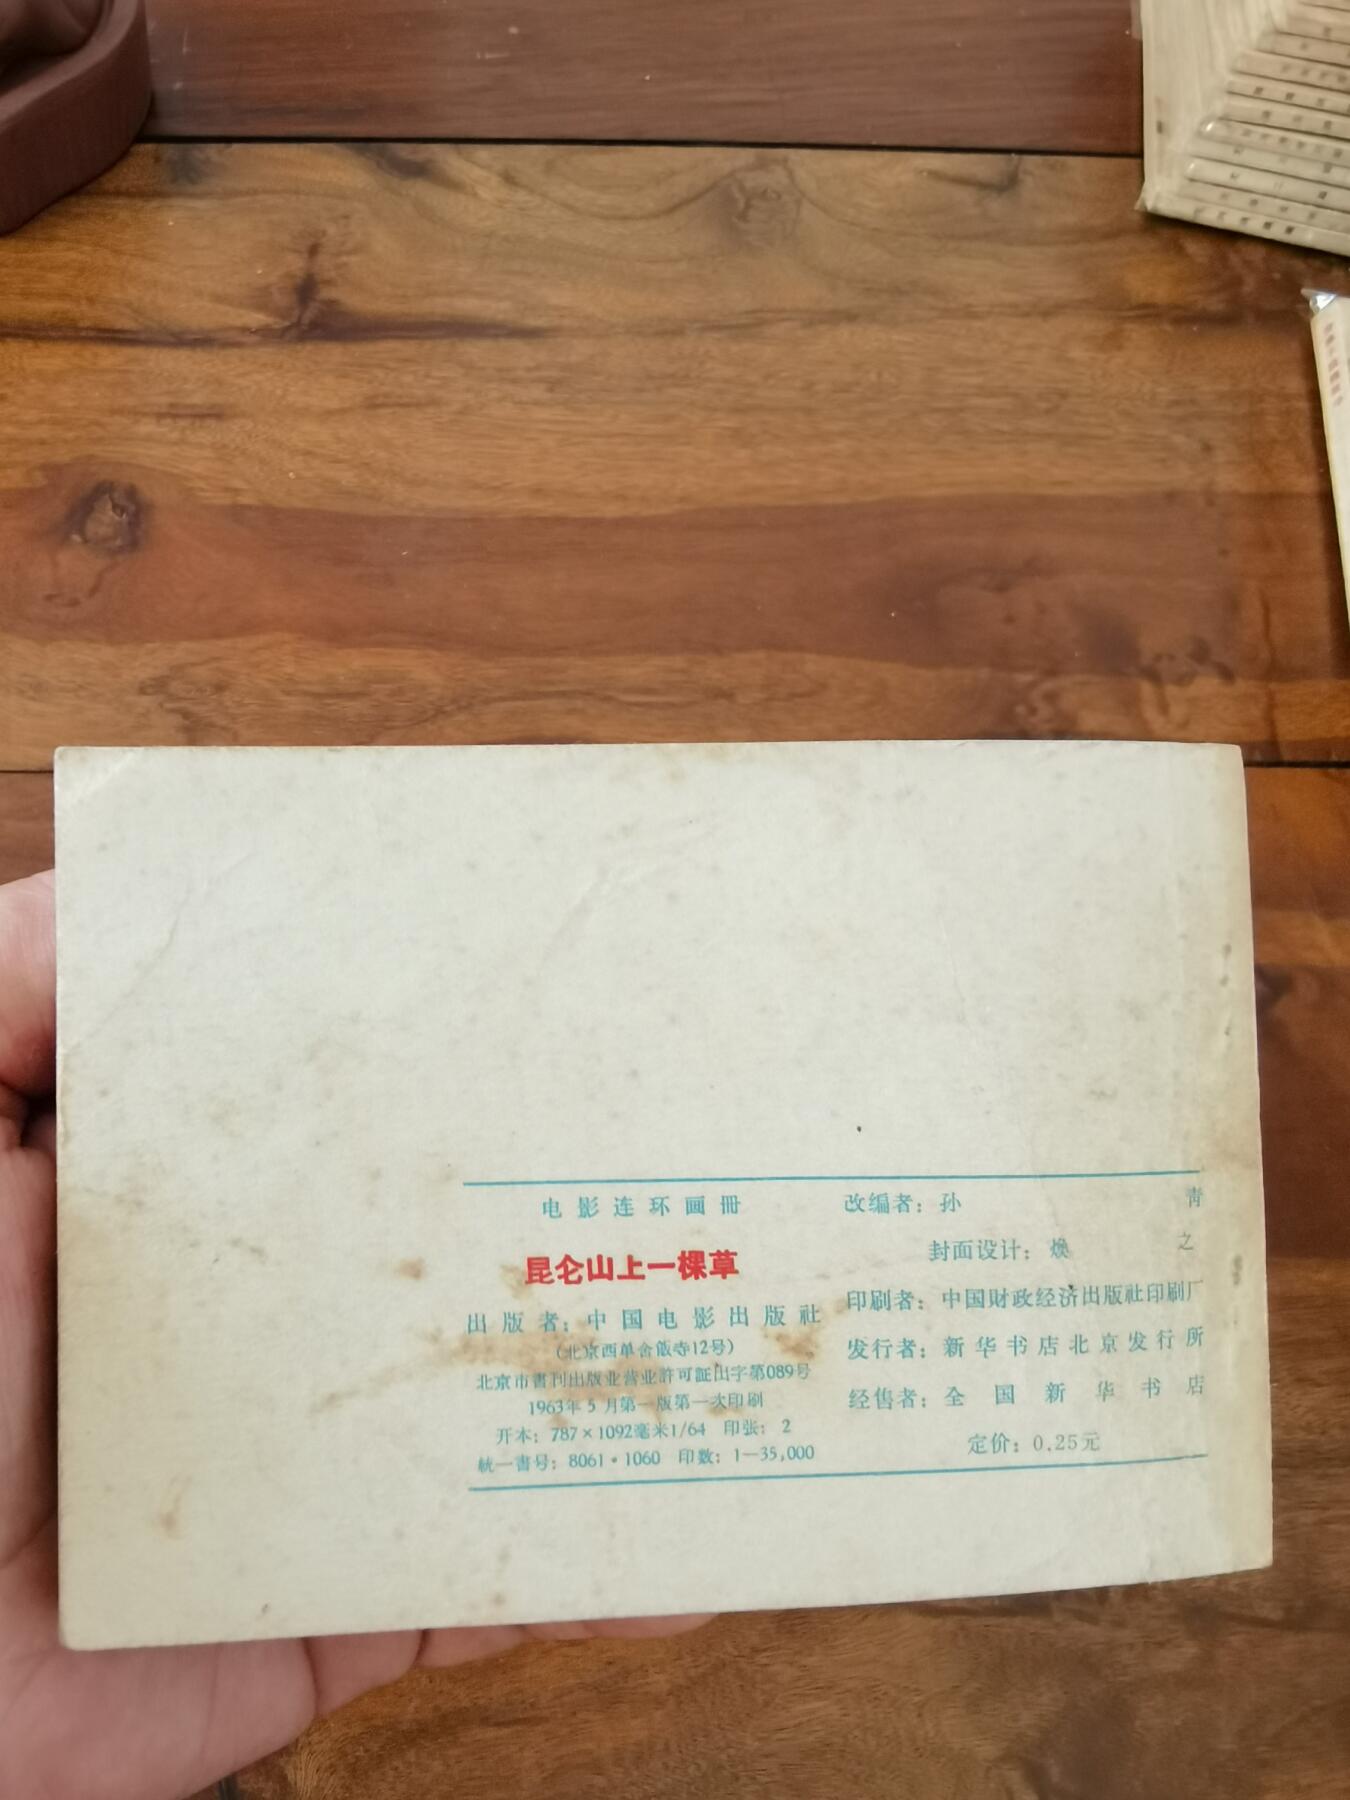 电影连环画册
昆仑山上一棵草
出版者：中国电影出版社
（北京西单舍飯寺12号）
北京市書刊出版业营业許可証出字第089号
1963年5月第一版第一次印刷
开本：787×1092毫米1/64 印张：2
統一書号：8061·1060 印数：1—35,000
改编者：孙青
封面设计：焕之
印刷者：中国財政经济出版社印刷厂
发行者：新华书店北京发行所
经售者：全国新华书店
定价：0.25元